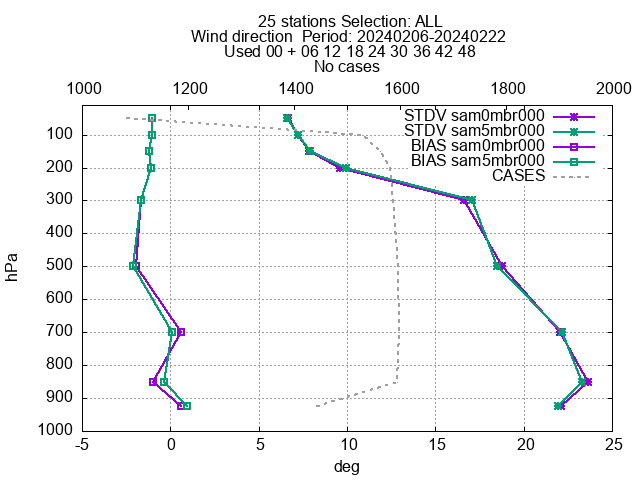 25 stations Selection: ALL
Wind direction  Period: 20240206-20240222
Used 00 + 06 12 18 24 30 36 42 48
No cases
1000 1200 1400 1600 1800 2000
STDV sam0mbr000
STDV sam5mbr000
BIAS sam0mbr000
BIAS sam5mbr000
CASES
100
200
300
400
500
600
700
800
900
1000
hPa
-5 0 5 10 15 20 25
deg